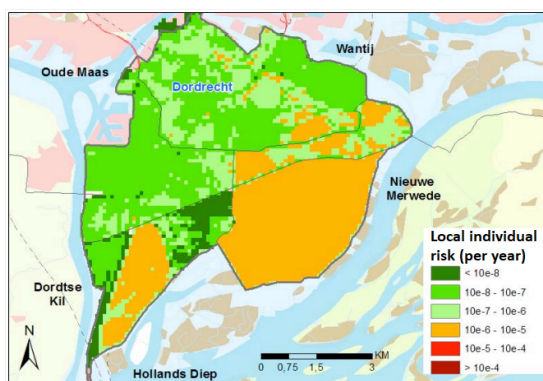 Wantij
Oude Maas
Dordrecht
Nieuwe
Merwede
Local individual
risk (per year)
< 10e-8
10e-8 - 10e-7
10e-7 - 10e-6
10e-6 - 10e-5
10e-5 - 10e-4
> 10e-4
Dordtse
Kil
N
KM
0 0,75 1,5 3
Hollands Diep